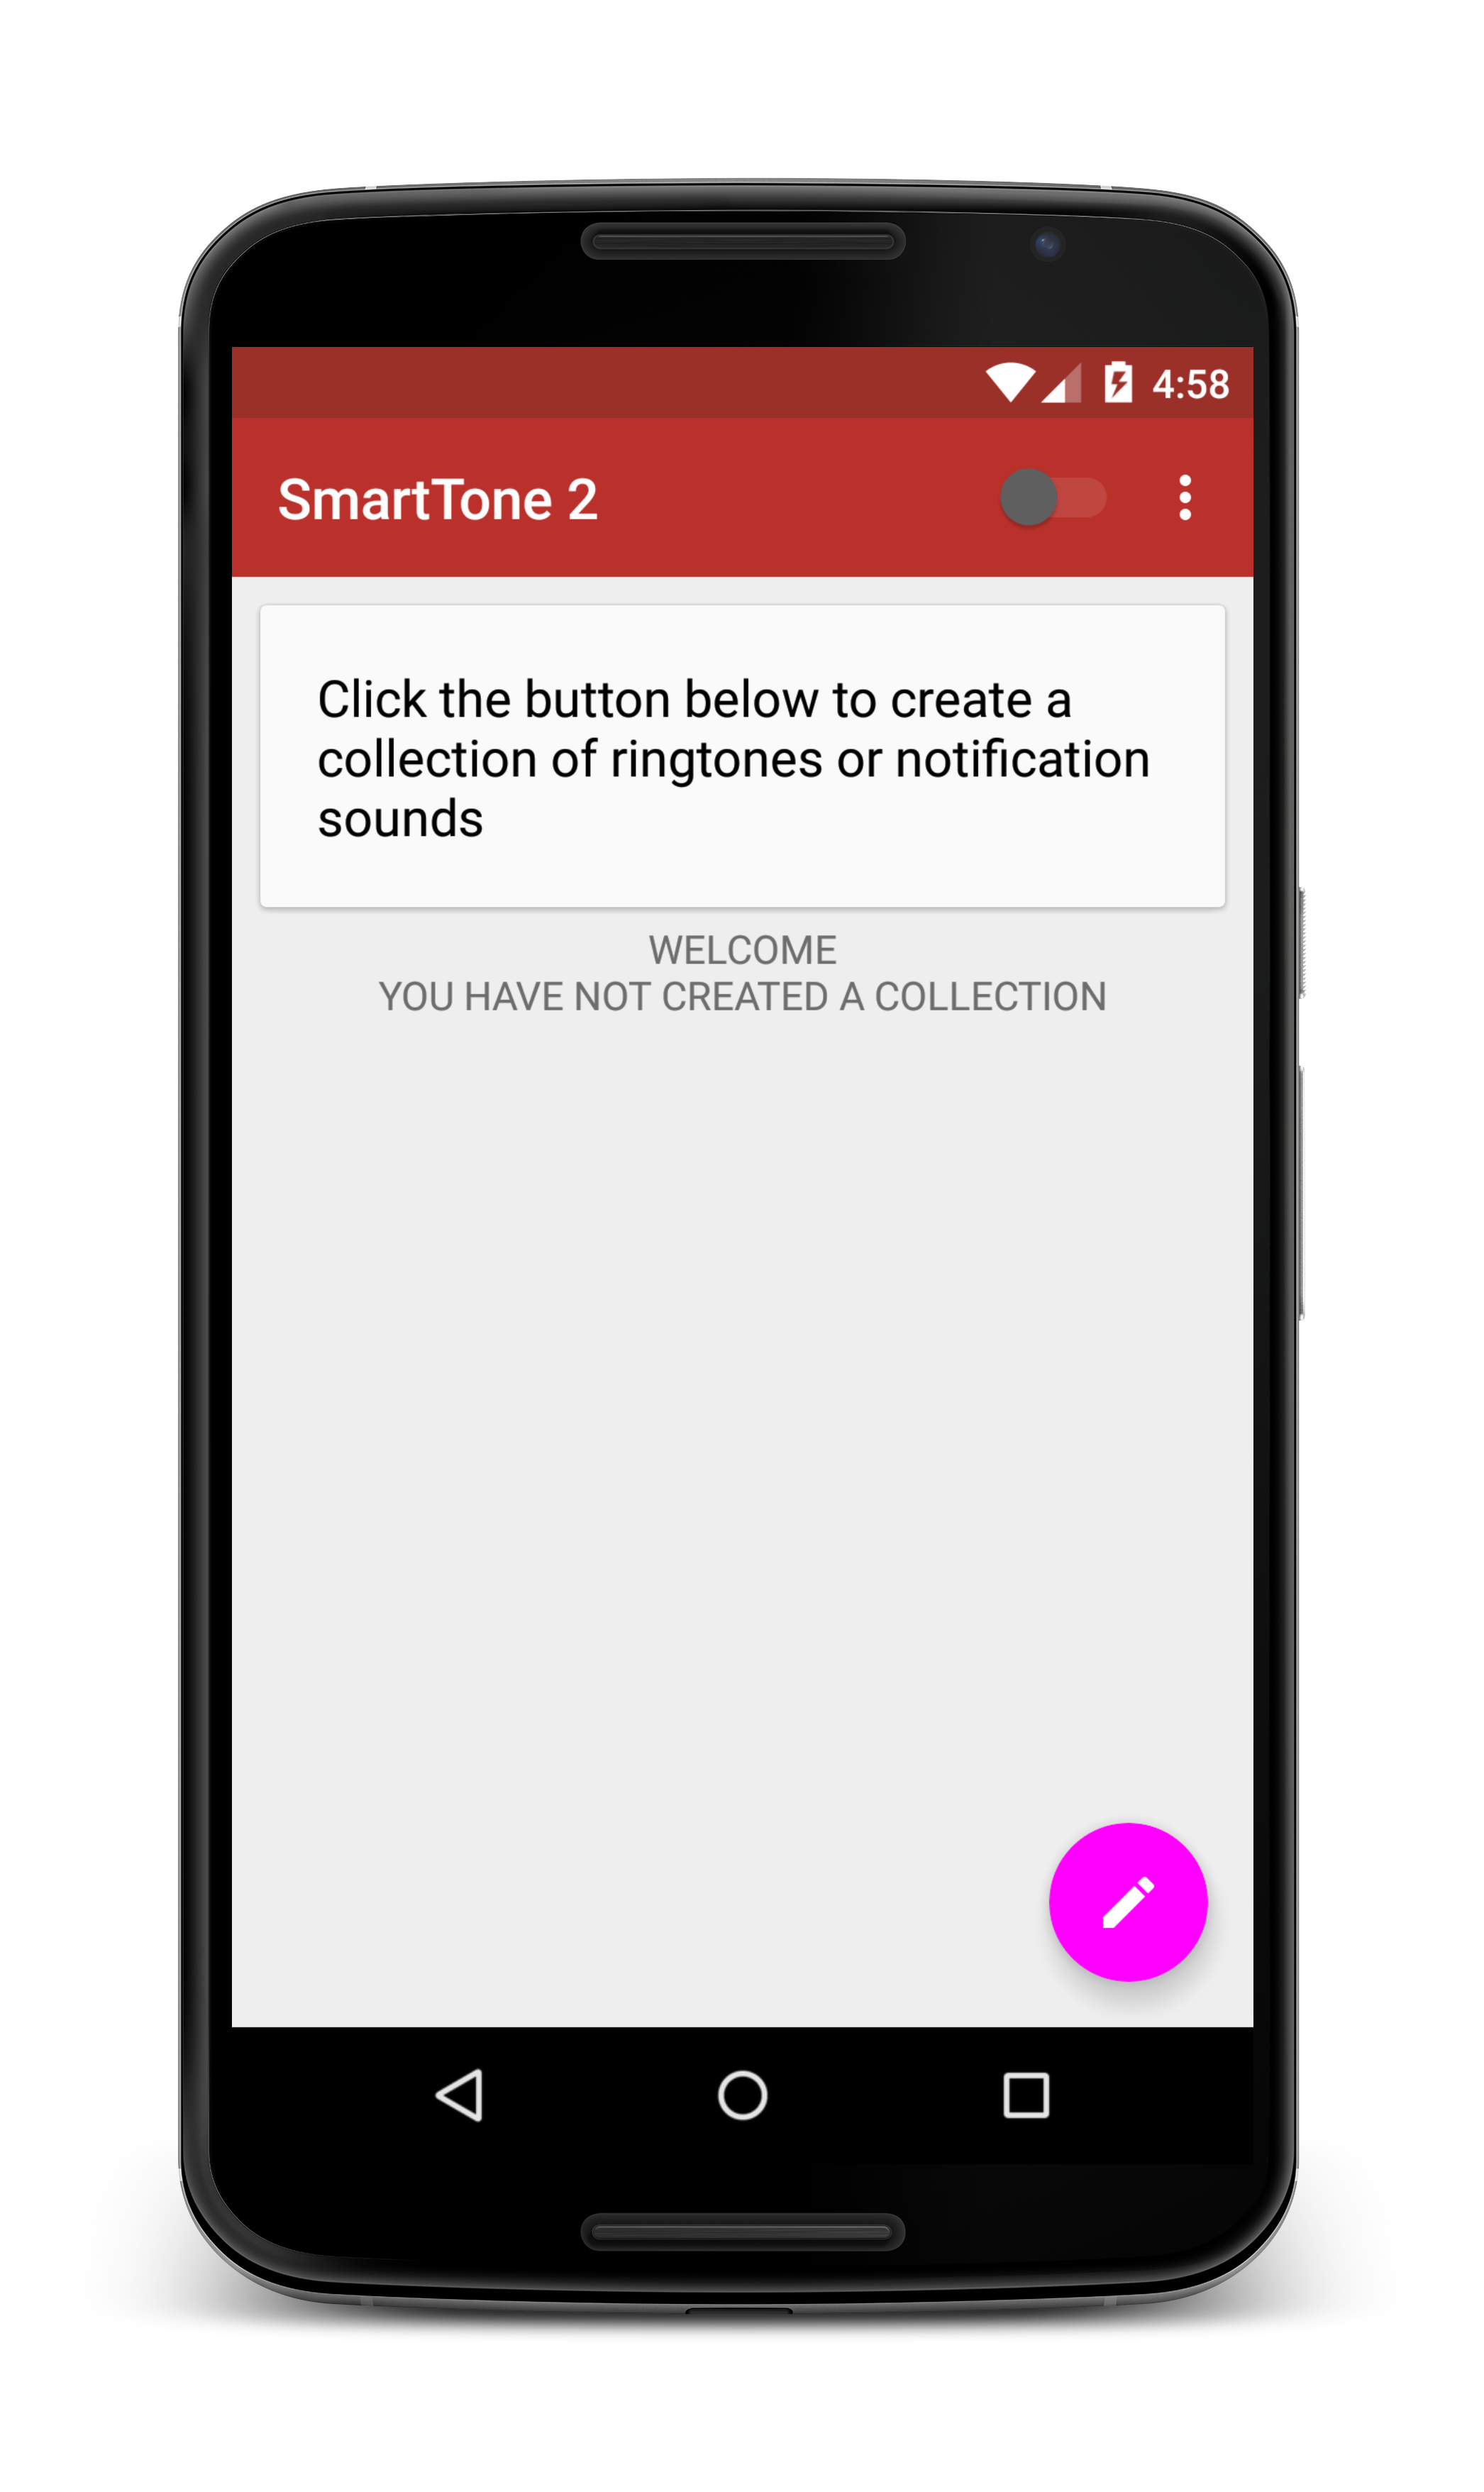 4:58
SmartTone 2
Click the button below to create a
collection of ringtones or notification
sounds
WELCOME
YOU HAVE NOT CREATED A COLLECTION